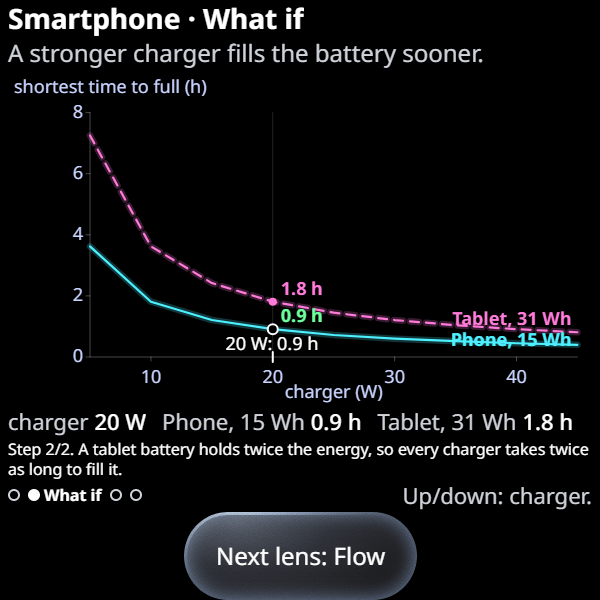 Smartphone · What if
A stronger charger fills the battery sooner.
shortest time to full (h)
8
6
4
2
0
1.8 h
0.9 h
20 W: 0.9 h
Tablet, 31 Wh
Phone, 15 Wh
10
20
30
40
charger (W)
charger 20 W Phone, 15 Wh 0.9 h Tablet, 31 Wh 1.8 h
Step 2/2. A tablet battery holds twice the energy, so every charger takes twice
as long to fill it.
What if
Up/down: charger.
Next lens: Flow